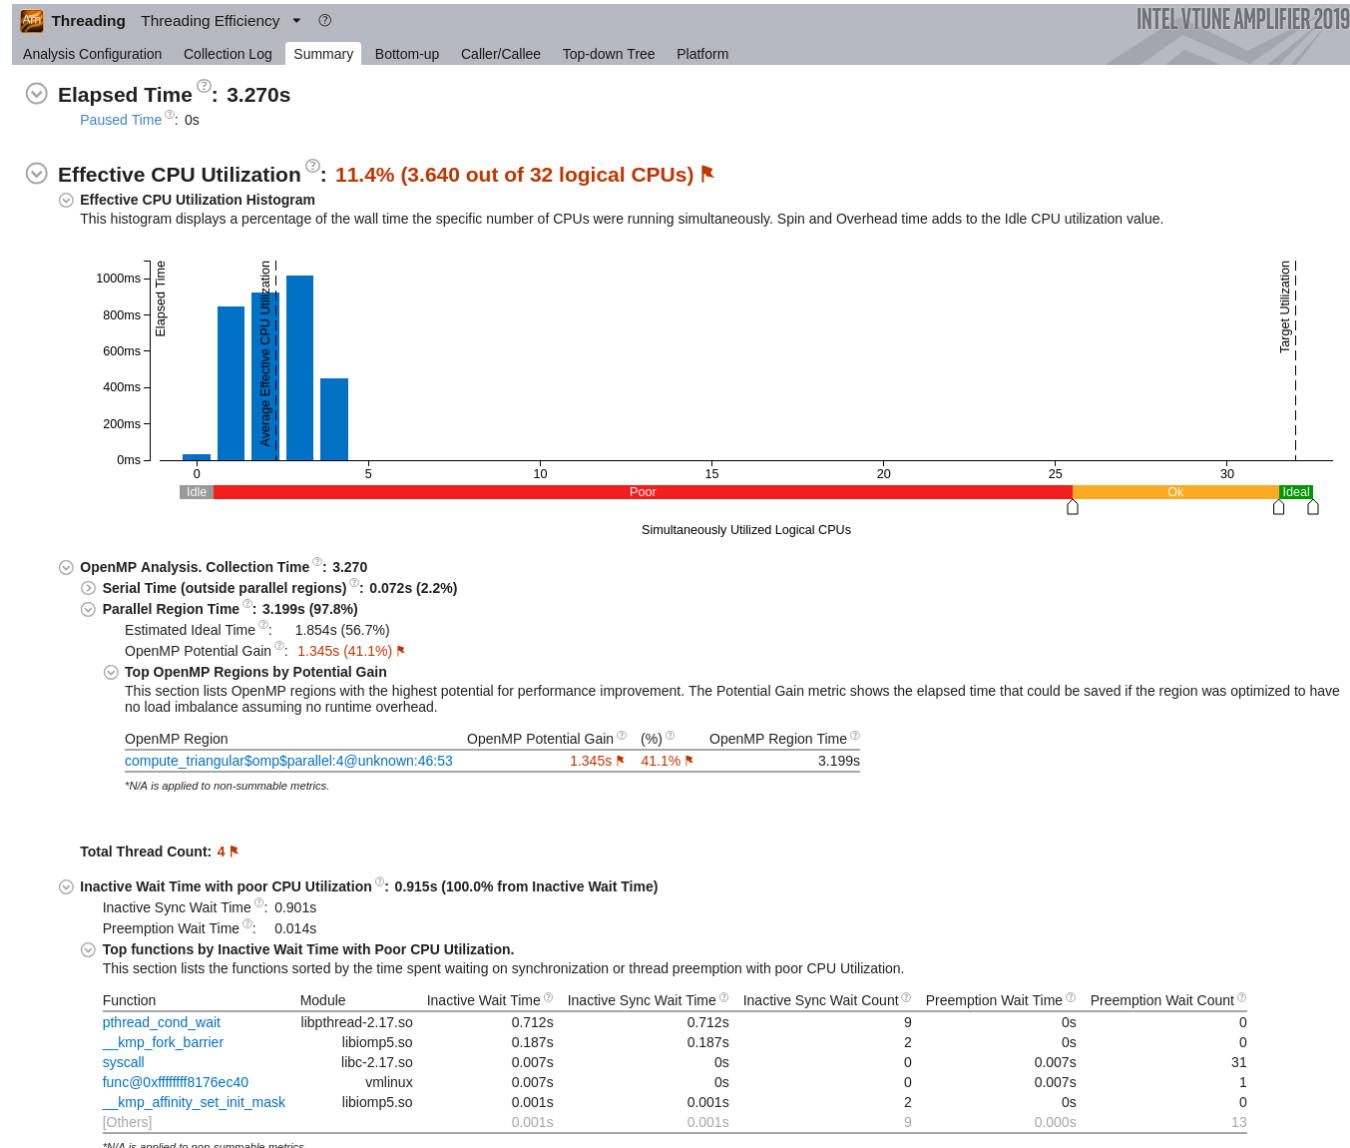 Am Threading Threading Efficiency
INTEL VTUNE AMPLIFIER 2019
Analysis Configuration Collection Log Summary Bottom-up Caller/Callee Top-down Tree Platform
Elapsed Time ?: 3.270s
Paused Time ?: 0s
Effective CPU Utilization ?: 11.4% (3.640 out of 32 logical CPUs)
Effective CPU Utilization Histogram
This histogram displays a percentage of the wall time the specific number of CPUs were running simultaneously. Spin and Overhead time adds to the Idle CPU utilization value.
Elapsed Time
1000ms
800ms
600ms
400ms
200ms
0ms
Average Effective CPU Utilization
Target Utilization
0 5 10 15 20 25 30
Idle Poor Ok Ideal
Simultaneously Utilized Logical CPUs
OpenMP Analysis. Collection Time ?: 3.270
Serial Time (outside parallel regions) ?: 0.072s (2.2%)
Parallel Region Time ?: 3.199s (97.8%)
Estimated Ideal Time ?: 1.854s (56.7%)
OpenMP Potential Gain ?: 1.345s (41.1%)
Top OpenMP Regions by Potential Gain
This section lists OpenMP regions with the highest potential for performance improvement. The Potential Gain metric shows the elapsed time that could be saved if the region was optimized to have
no load imbalance assuming no runtime overhead.
OpenMP Region OpenMP Potential Gain ? (%) ? OpenMP Region Time ?
compute_triangular$omp$parallel:4@unknown:46:53 1.345s 41.1% 3.199s
*N/A is applied to non-summable metrics.
Total Thread Count: 4
Inactive Wait Time with poor CPU Utilization ?: 0.915s (100.0% from Inactive Wait Time)
Inactive Sync Wait Time ?: 0.901s
Preemption Wait Time ?: 0.014s
Top functions by Inactive Wait Time with Poor CPU Utilization.
This section lists the functions sorted by the time spent waiting on synchronization or thread preemption with poor CPU Utilization.
Function Module Inactive Wait Time ? Inactive Sync Wait Time ? Inactive Sync Wait Count ? Preemption Wait Time ? Preemption Wait Count ?
pthread_cond_wait libpthread-2.17.so 0.712s 0.712s 9 0s 0
__kmp_fork_barrier libiomp5.so 0.187s 0.187s 2 0s 0
syscall libc-2.17.so 0.007s 0s 0 0.007s 31
func@0xffffffff8176ec40 vmlinux 0.007s 0s 0 0.007s 1
__kmp_affinity_set_init_mask libiomp5.so 0.001s 0.001s 2 0s 0
[Others] 0.001s 0.001s 9 0.000s 13
*N/A is applied to non-summable metrics.